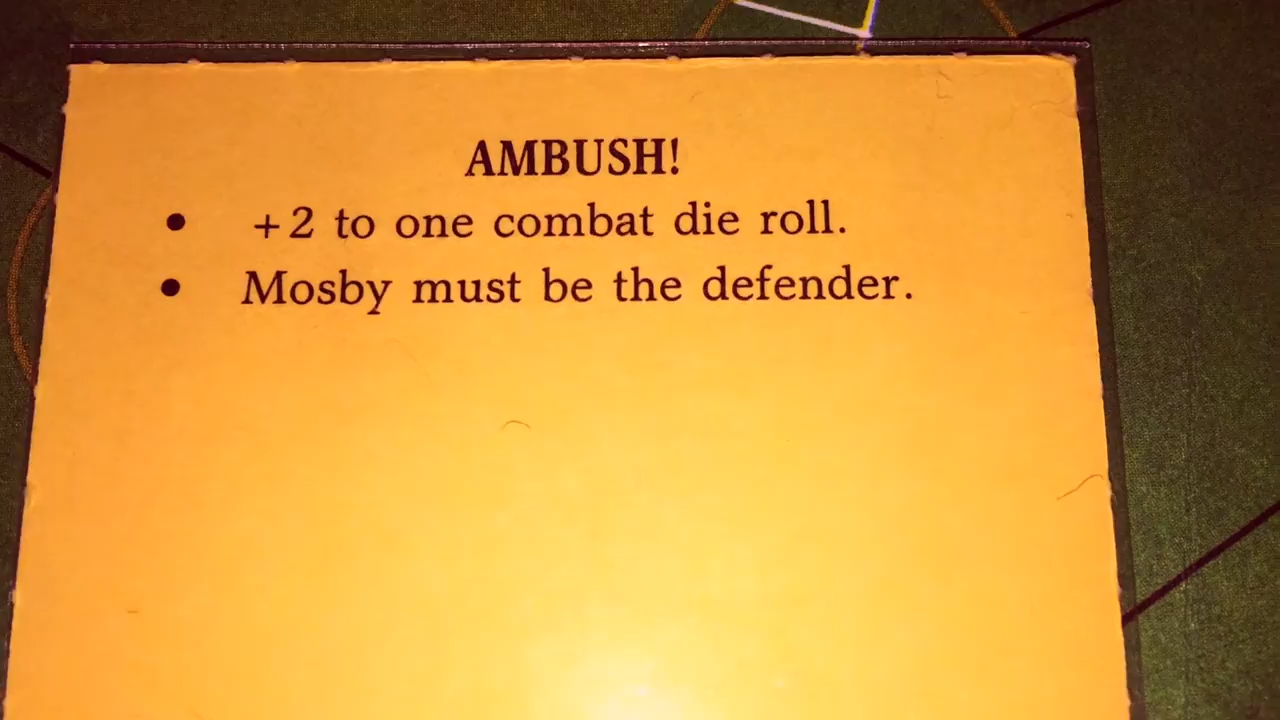 AMBUSH!
• +2 to one combat die roll.
• Mosby must be the defender.